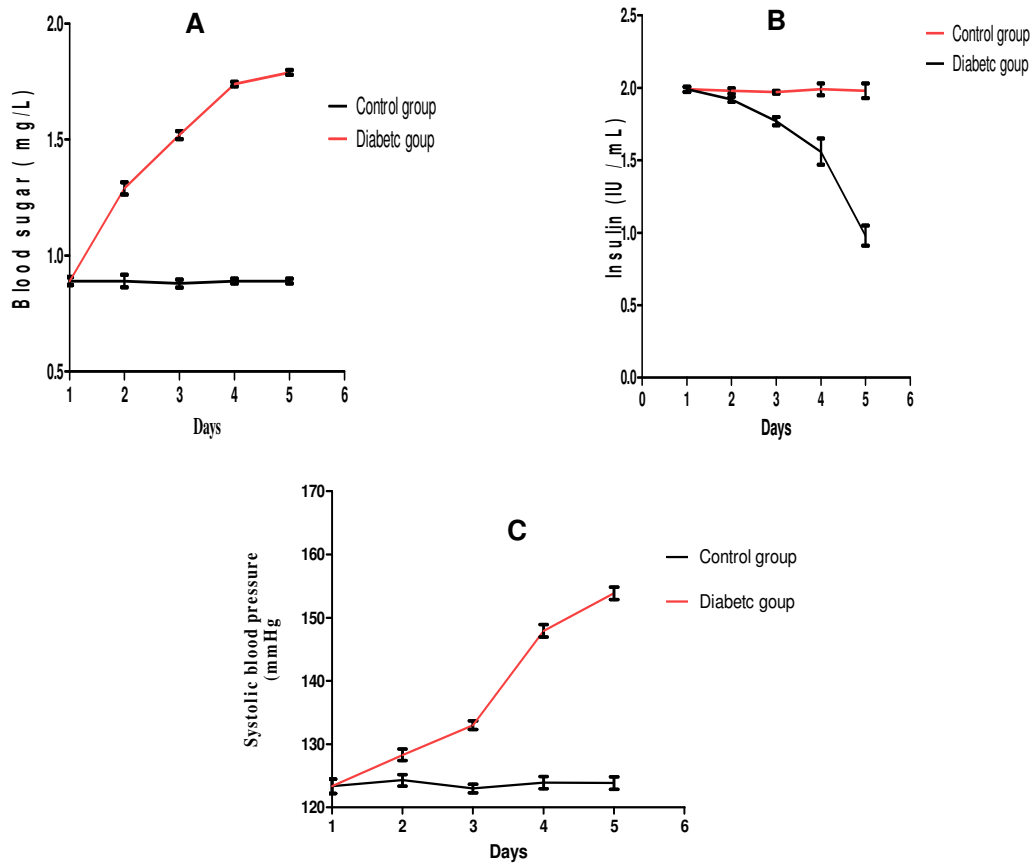 A
Blood sugar ( mg/L)
2.0
1.5
1.0
0.5
1 2 3 4 5 6
Days
Control group
Diabetc goup
B
Insulin (IU / mL)
2.5
2.0
1.5
1.0
0.5
0.0
0 1 2 3 4 5 6
Days
Control group
Diabetc goup
C
Systolic blood pressure
(mmHg
170
160
150
140
130
120
1 2 3 4 5 6
Days
Control group
Diabetc goup